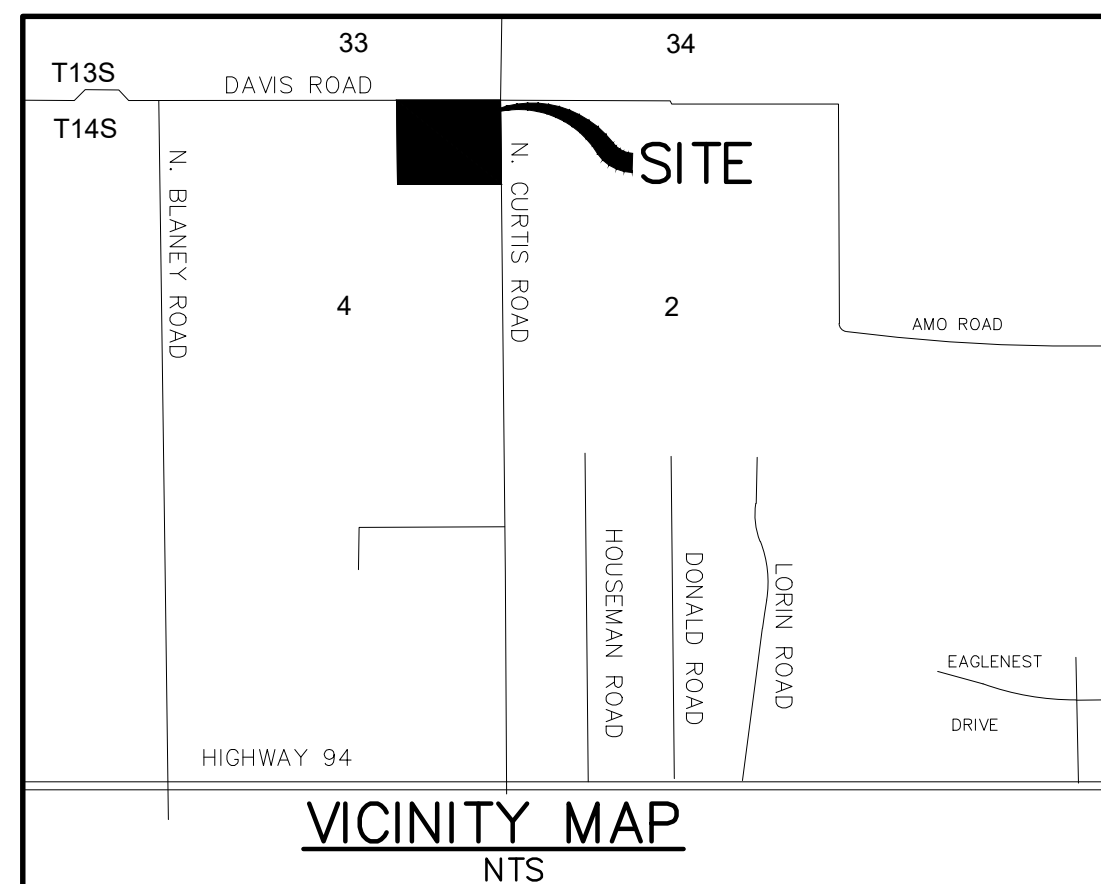 33
34
T13S
DAVIS ROAD
T14S
SITE
N. BLANEY ROAD
N. CURTIS ROAD
4
2
AMO ROAD
HOUSEMAN ROAD
DONALD ROAD
LORIN ROAD
EAGLENEST
DRIVE
HIGHWAY 94
VICINITY MAP
NTS